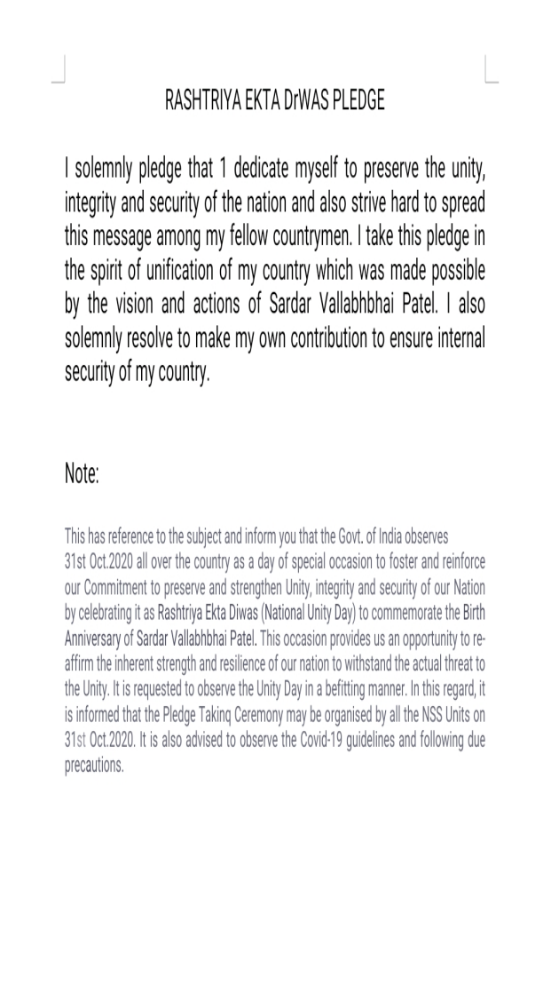 RASHTRIYA EKTA DrWAS PLEDGE
I solemnly pledge that 1 dedicate myself to preserve the unity,
integrity and security of the nation and also strive hard to spread
this message among my fellow countrymen. I take this pledge in
the spirit of unification of my country which was made possible
by the vision and actions of Sardar Vallabhbhai Patel. I also
solemnly resolve to make my own contribution to ensure internal
security of my country.
Note:
This has reference to the subject and inform you that the Govt. of India observes
31st Oct.2020 all over the country as a day of special occasion to foster and reinforce
our Commitment to preserve and strengthen Unity, integrity and security of our Nation
by celebrating it as Rashtriya Ekta Diwas (National Unity Day) to commemorate the Birth
Anniversary of Sardar Vallabhbhai Patel. This occasion provides us an opportunity to re-
affirm the inherent strength and resilience of our nation to withstand the actual threat to
the Unity. It is requested to observe the Unity Day in a befitting manner. In this regard, it
is informed that the Pledge Takinq Ceremony may be organised by all the NSS Units on
31st Oct.2020. It is also advised to observe the Covid-19 guidelines and following due
precautions.